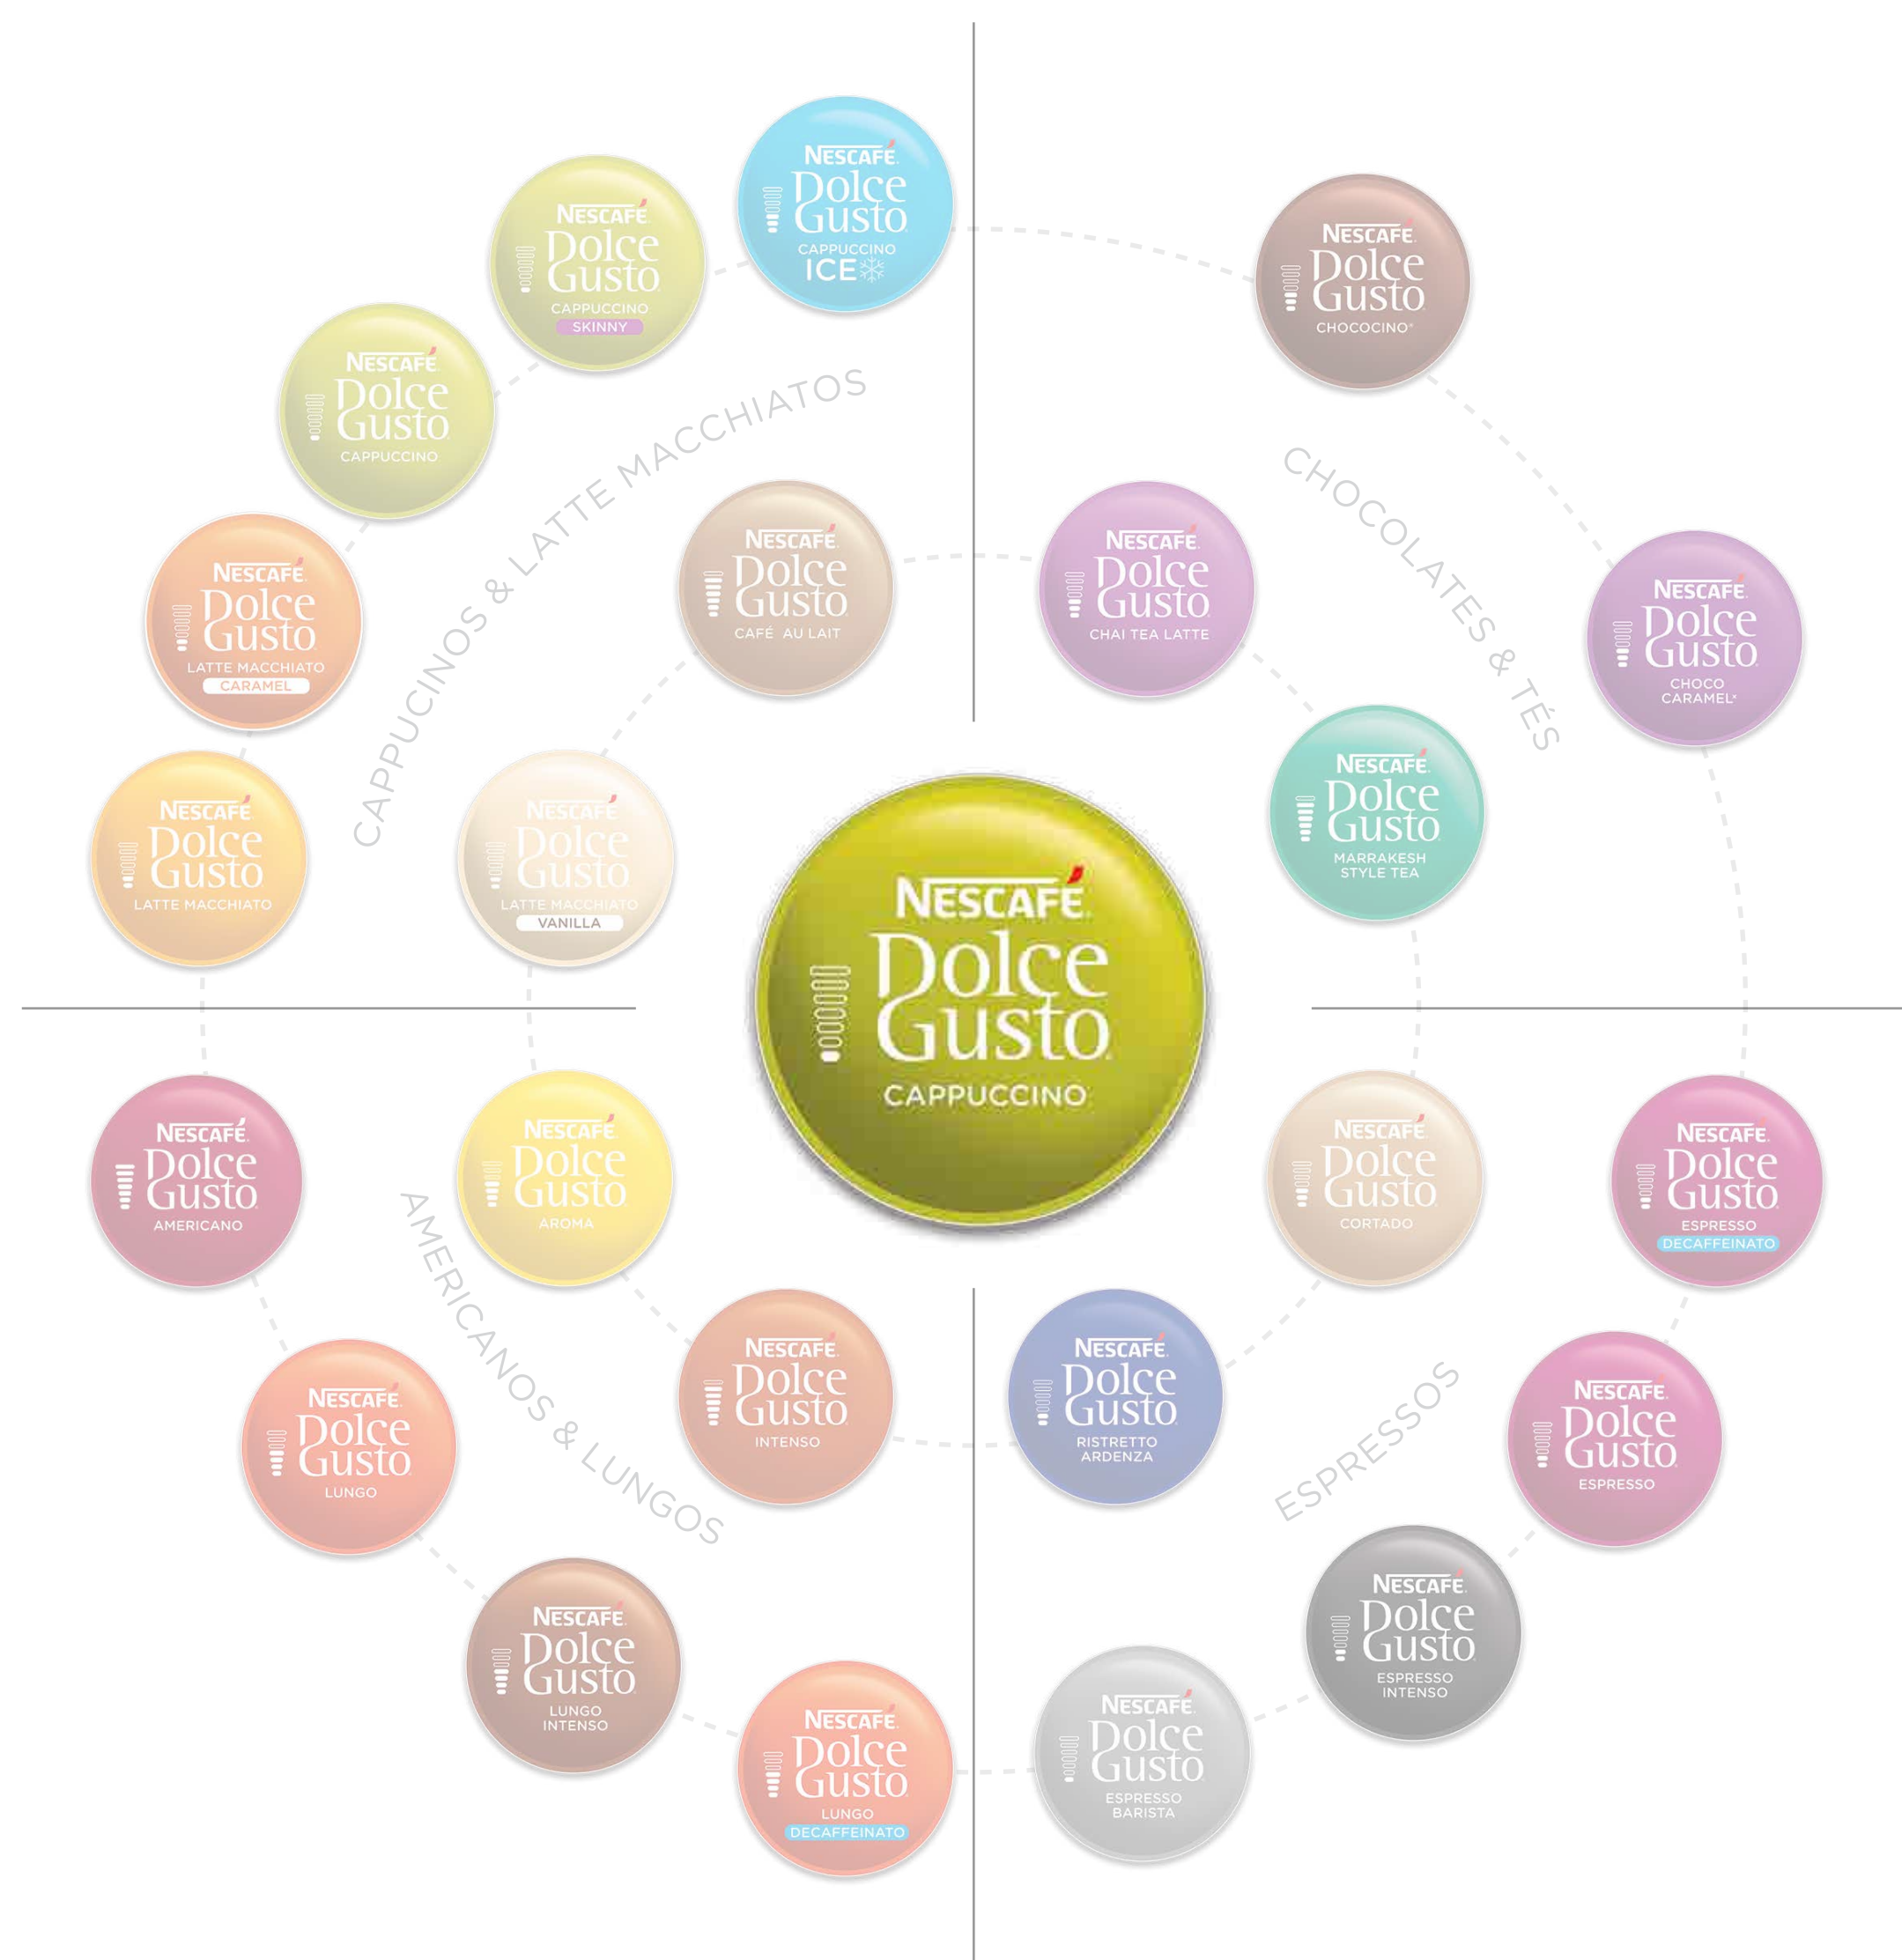 NESCAFÉ
Dolce
Gusto
CAPPUCCINO
ICE
NESCAFÉ
Dolce
Gusto
CAPPUCCINO
SKINNY
NESCAFÉ
Dolce
Gusto
CAPPUCCINO
NESCAFÉ
Dolce
Gusto
LATTE MACCHIATO
CARAMEL
NESCAFÉ
Dolce
Gusto
LATTE MACCHIATO
CAPPUCINOS & LATTE MACCHIATOS
NESCAFÉ
Dolce
Gusto
CAFÉ AU LAIT
NESCAFÉ
Dolce
Gusto
LATTE MACCHIATO
VANILLA
NESCAFÉ
Dolce
Gusto
CHOCOCINO®
NESCAFÉ
Dolce
Gusto
CHOCO
CARAMEL*
CHOCOLATES & TÉS
NESCAFÉ
Dolce
Gusto
CHAI TEA LATTE
NESCAFÉ
Dolce
Gusto
MARRAKESH
STYLE TEA
NESCAFÉ
Dolce
Gusto
CAPPUCCINO
NESCAFÉ
Dolce
Gusto
AMERICANO
NESCAFÉ
Dolce
Gusto
AROMA
AMERICANOS & LUNGOS
NESCAFÉ
Dolce
Gusto
INTENSO
NESCAFÉ
Dolce
Gusto
LUNGO
NESCAFÉ
Dolce
Gusto
LUNGO
INTENSO
NESCAFÉ
Dolce
Gusto
LUNGO
DECAFFEINATO
NESCAFÉ
Dolce
Gusto
CORTADO
NESCAFÉ
Dolce
Gusto
ESPRESSO
DECAFFEINATO
NESCAFÉ
Dolce
Gusto
RISTRETTO
ARDENZA
ESPRESSOS
NESCAFÉ
Dolce
Gusto
ESPRESSO
NESCAFÉ
Dolce
Gusto
ESPRESSO
INTENSO
NESCAFÉ
Dolce
Gusto
ESPRESSO
BARISTA